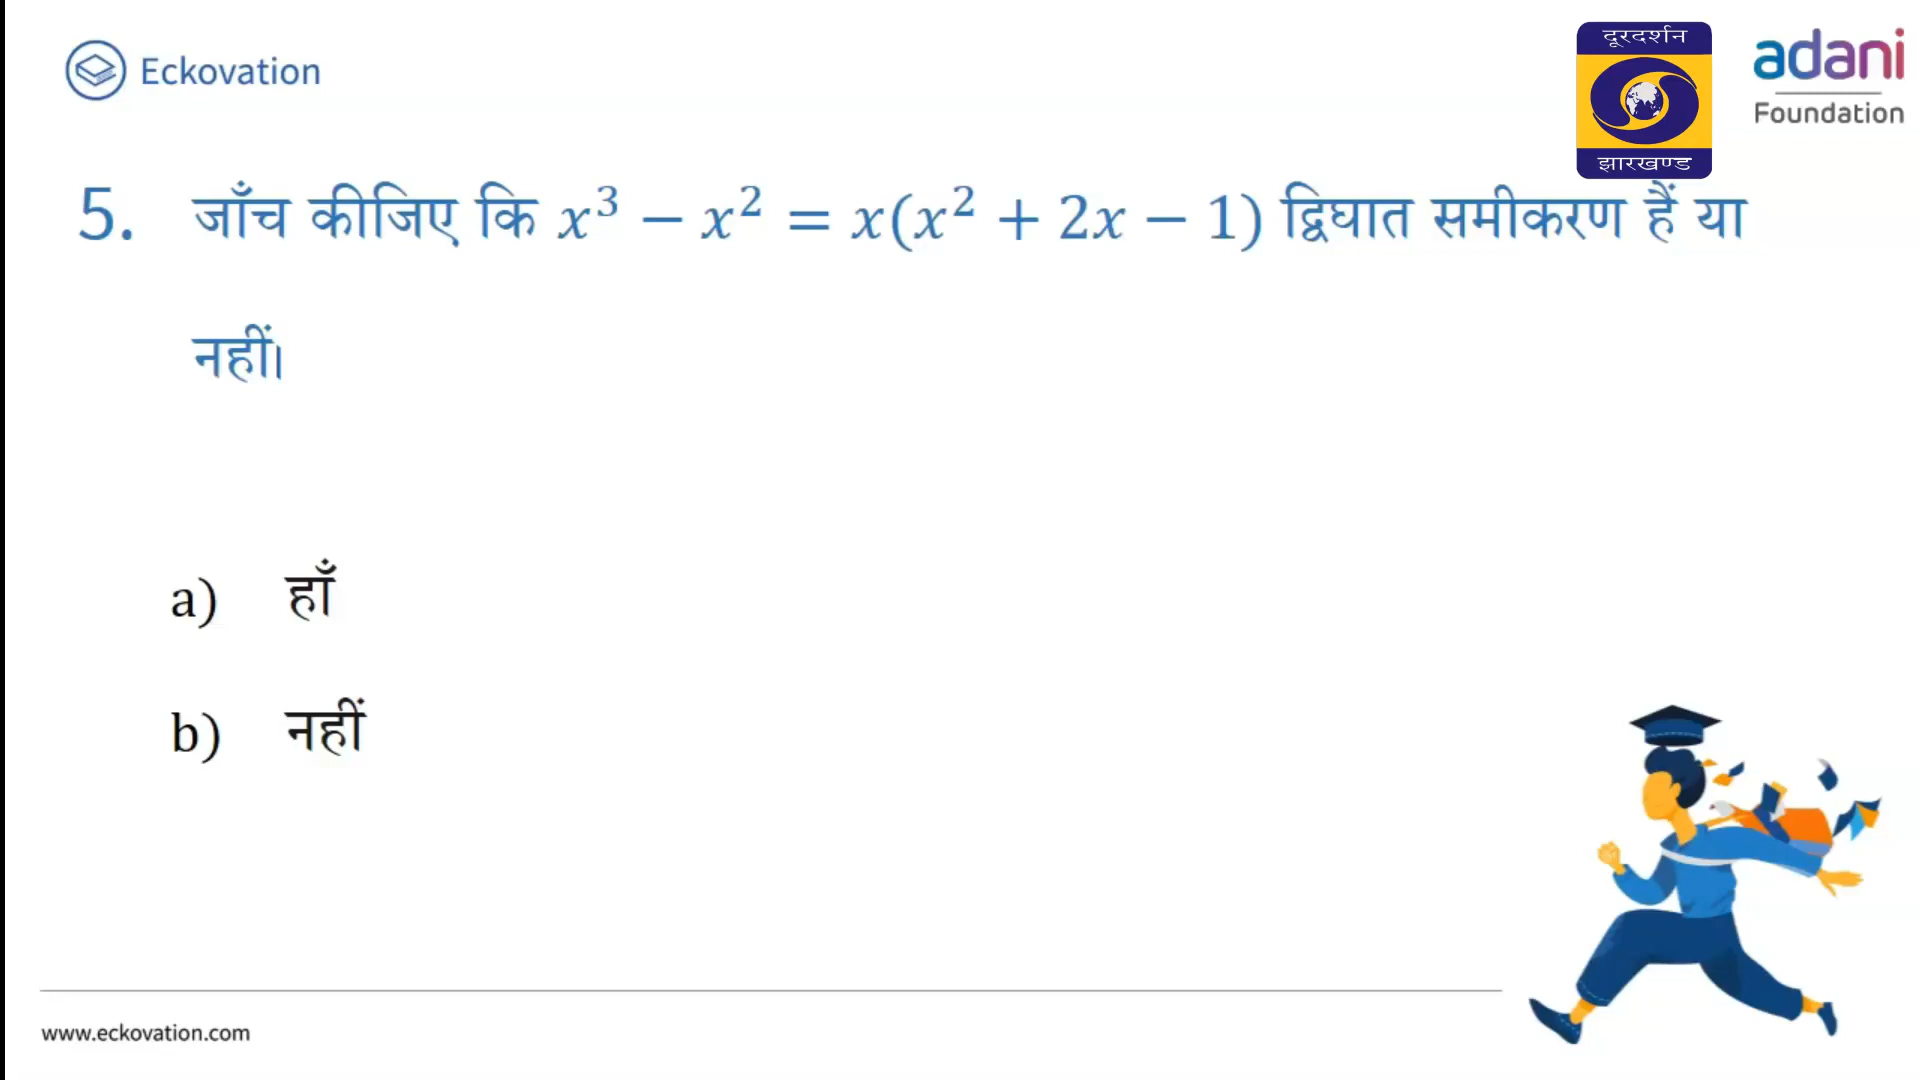 Eckovation
दूरदर्शन
झारखण्ड
adani
Foundation
5. जाँच कीजिए कि x³ − x² = x(x² + 2x − 1) द्विघात समीकरण हैं या
नहीं।
a) हाँ
b) नहीं
www.eckovation.com